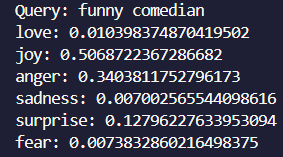 Query: funny comedian
love: 0.010398374870419502
joy: 0.5068722367286682
anger: 0.3403811752796173
sadness: 0.007002565544098616
surprise: 0.12796227633953094
fear: 0.0073832860216498375